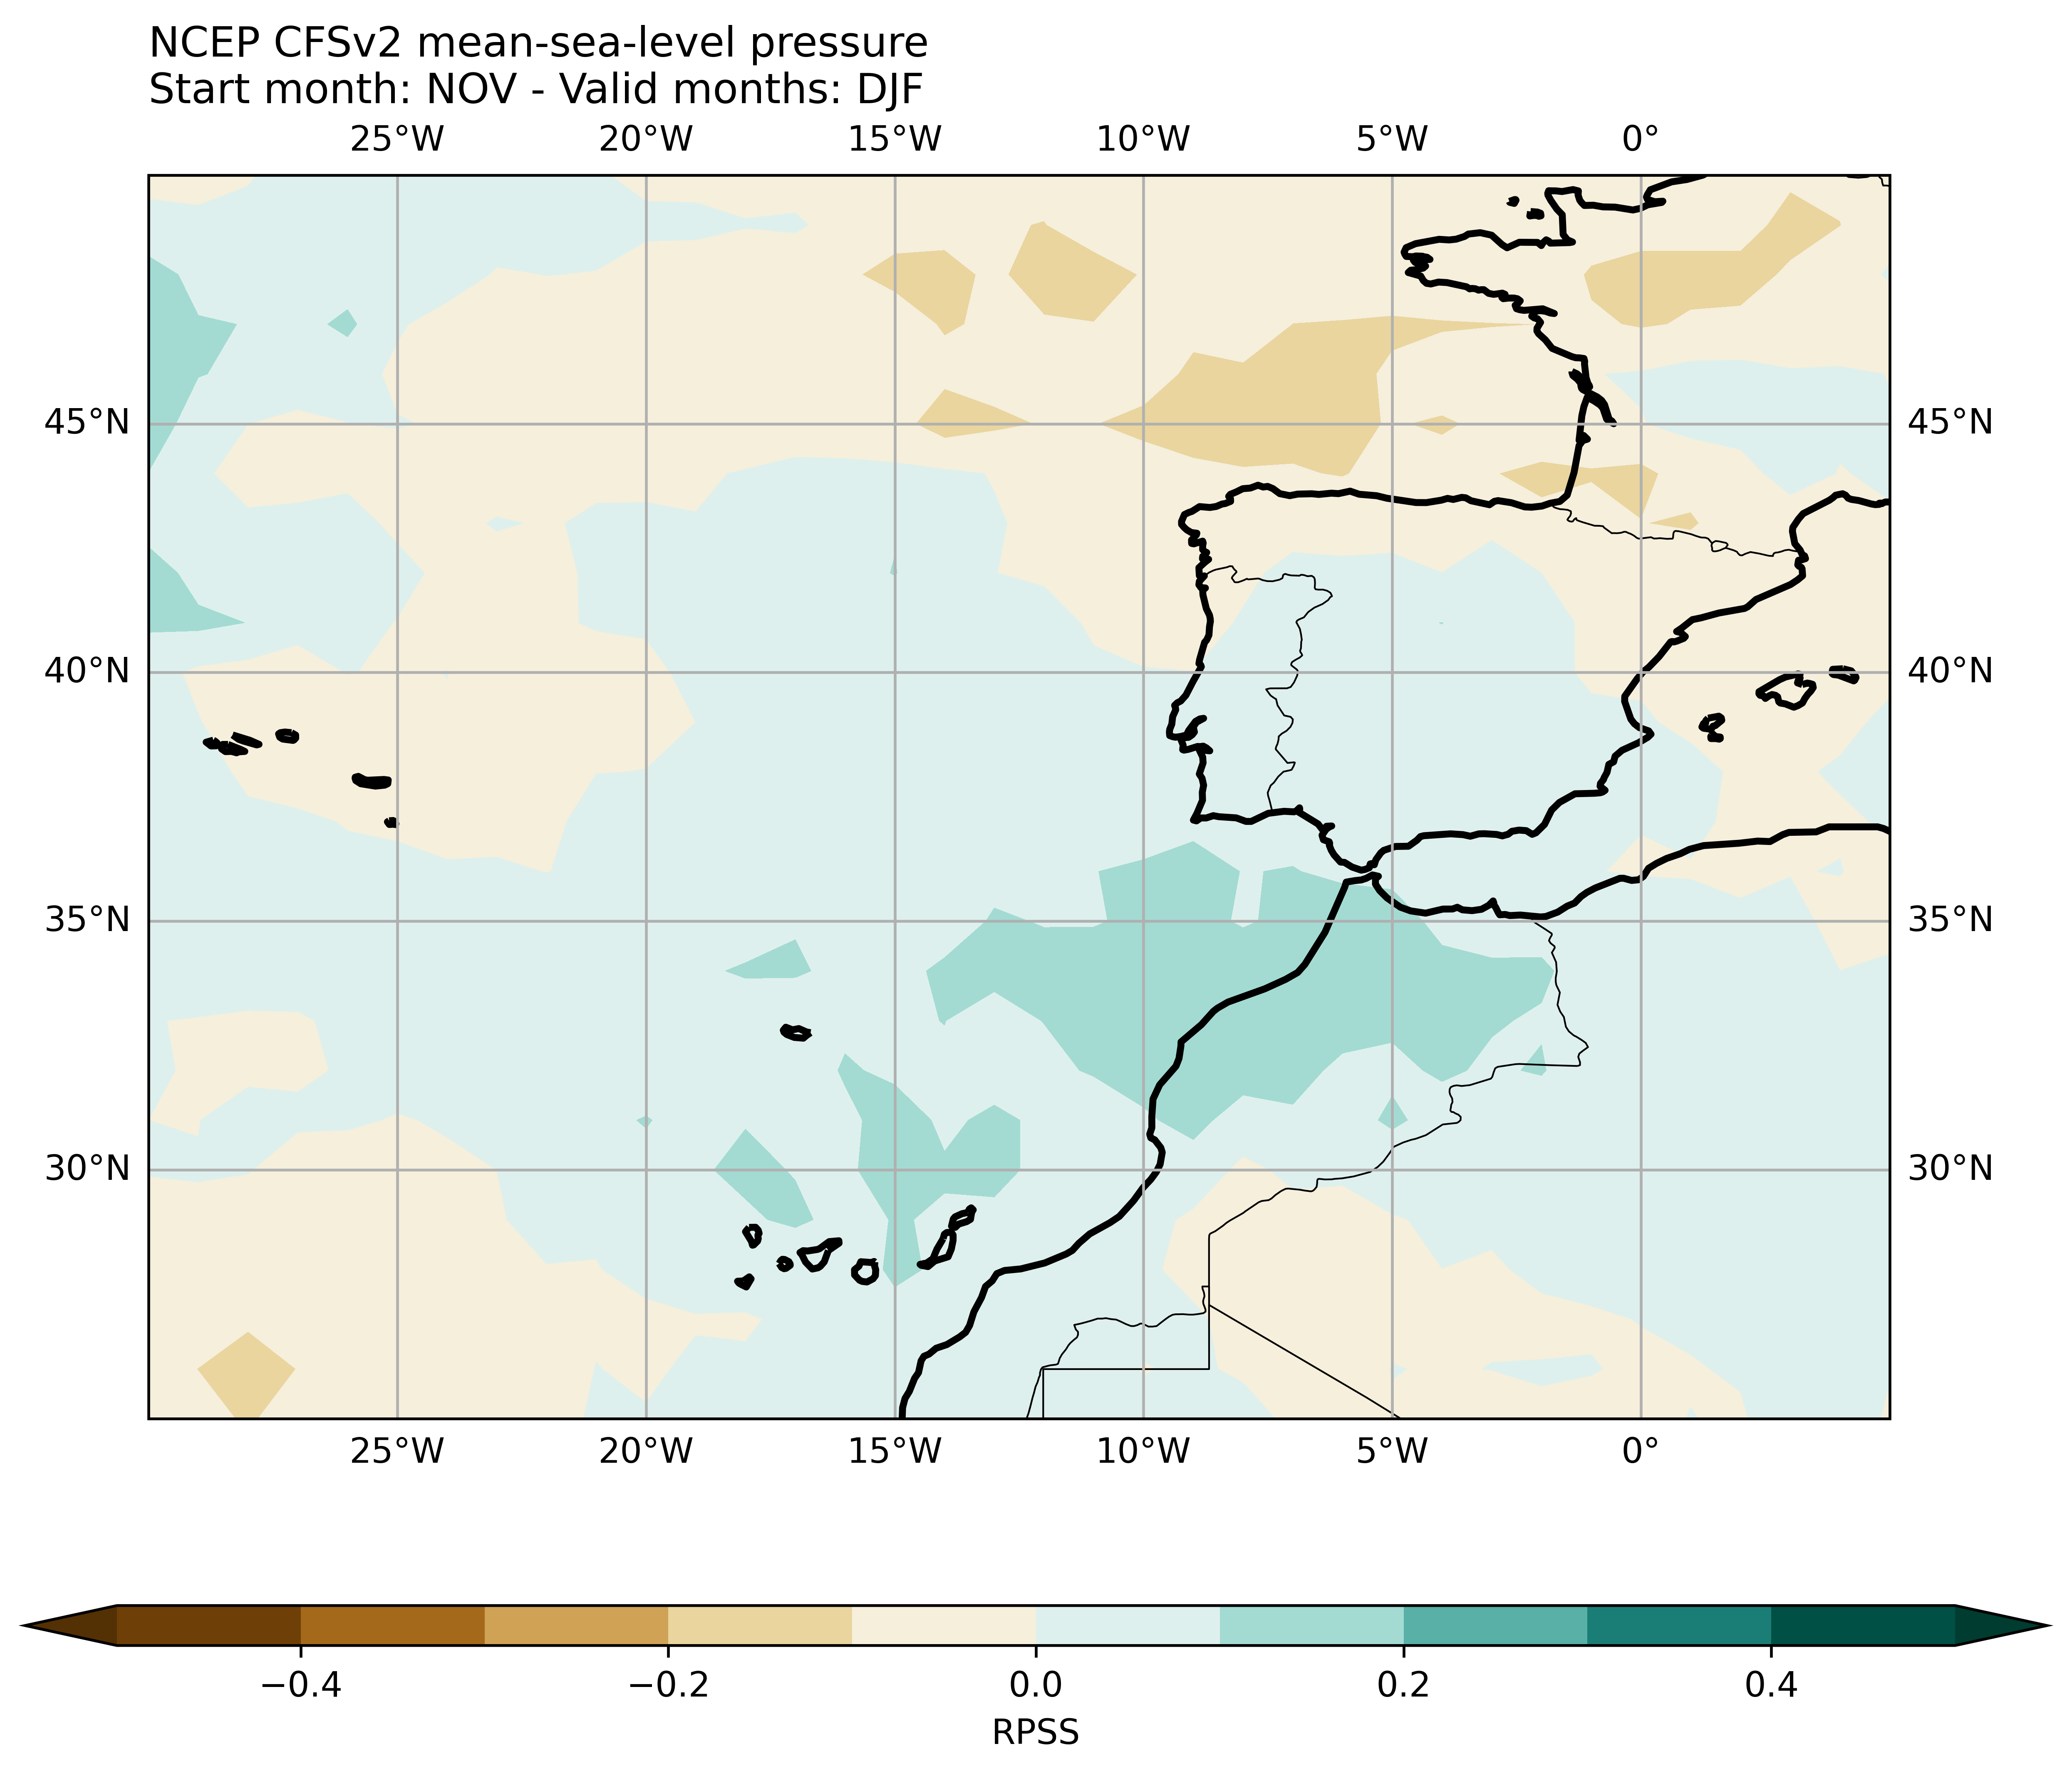 NCEP CFSv2 mean-sea-level pressure
Start month: NOV - Valid months: DJF
25°W 20°W 15°W 10°W 5°W 0°
45°N 45°N
40°N 40°N
35°N 35°N
30°N 30°N
25°W 20°W 15°W 10°W 5°W 0°
−0.4 −0.2 0.0 0.2 0.4
RPSS